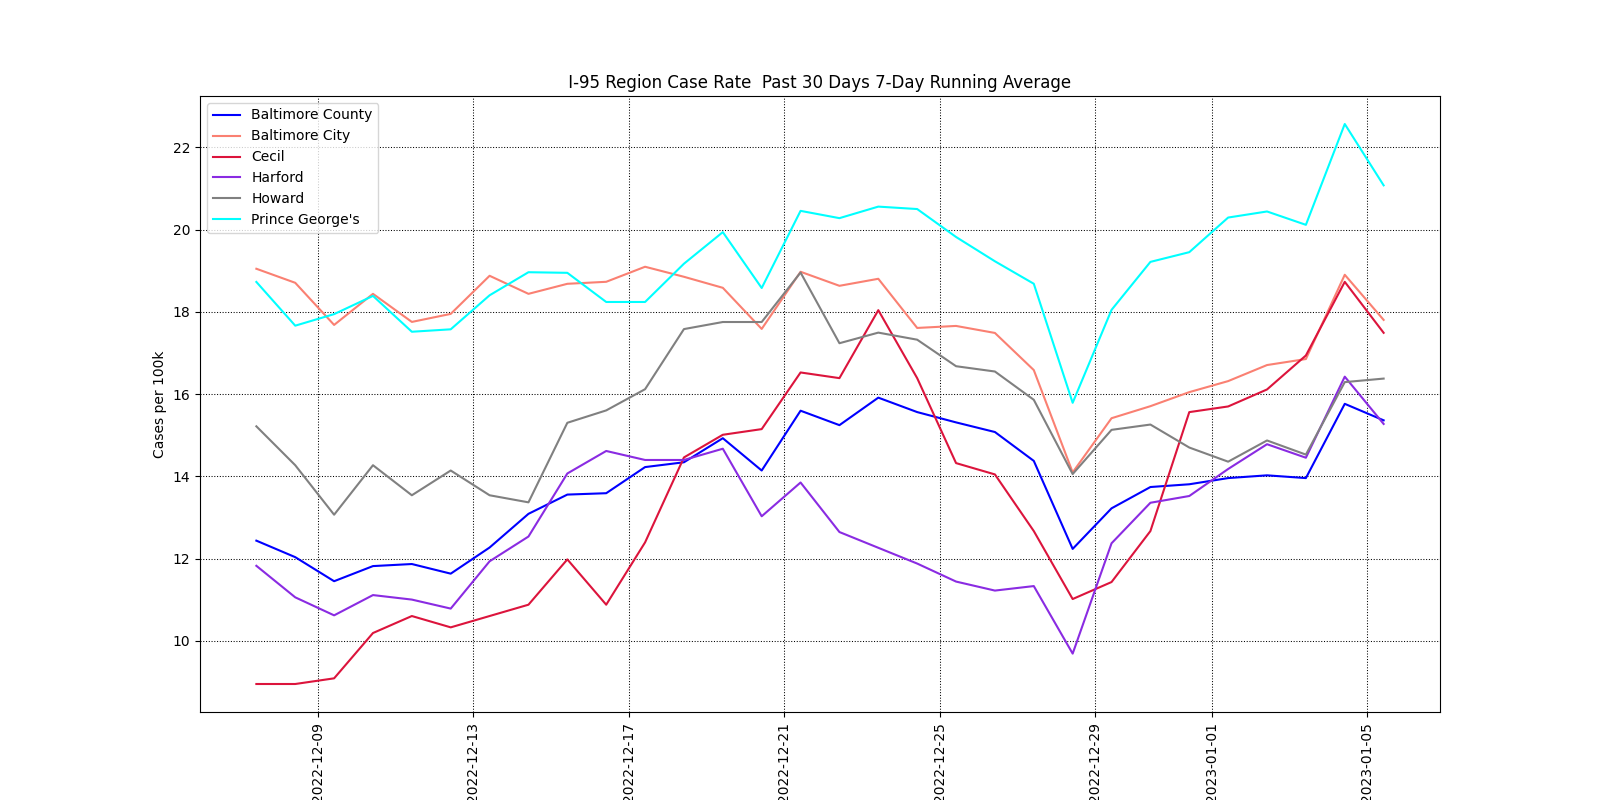 I-95 Region Case Rate  Past 30 Days 7-Day Running Average
Baltimore County
Baltimore City
Cecil
Harford
Howard
Prince George's
Cases per 100k
22
20
18
16
14
12
10
2022-12-09
2022-12-13
2022-12-17
2022-12-21
2022-12-25
2022-12-29
2023-01-01
2023-01-05